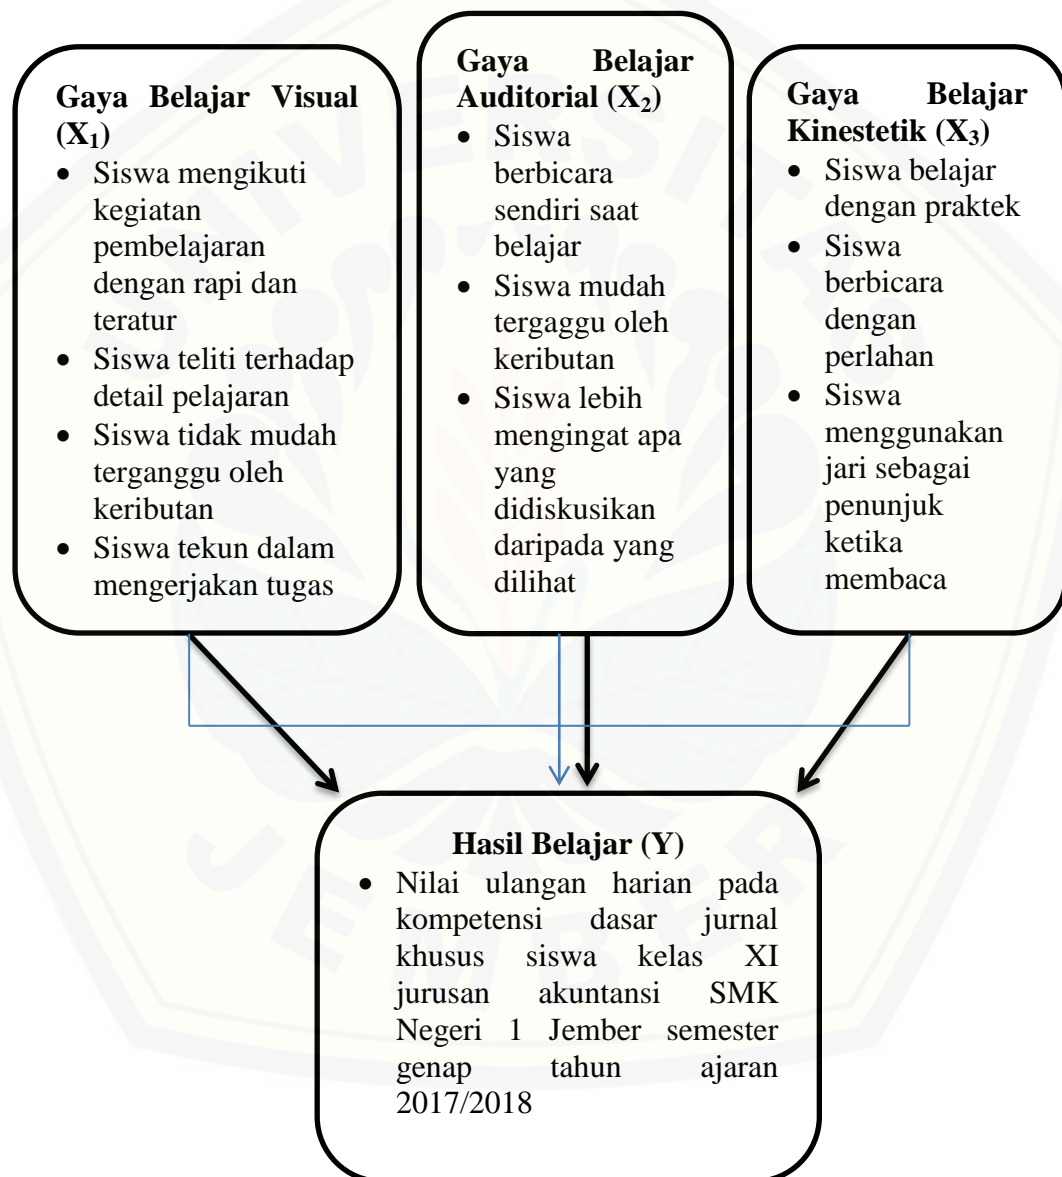 Gaya Belajar Visual
(X₁)
• Siswa mengikuti
kegiatan
pembelajaran
dengan rapi dan
teratur
• Siswa teliti terhadap
detail pelajaran
• Siswa tidak mudah
terganggu oleh
keributan
• Siswa tekun dalam
mengerjakan tugas
Gaya Belajar
Auditorial (X₂)
• Siswa
berbicara
sendiri saat
belajar
• Siswa mudah
tergaggu oleh
keributan
• Siswa lebih
mengingat apa
yang
didiskusikan
daripada yang
dilihat
Gaya Belajar
Kinestetik (X₃)
• Siswa belajar
dengan praktek
• Siswa
berbicara
dengan
perlahan
• Siswa
menggunakan
jari sebagai
penunjuk
ketika
membaca
Hasil Belajar (Y)
• Nilai ulangan harian pada
kompetensi dasar jurnal
khusus siswa kelas XI
jurusan akuntansi SMK
Negeri 1 Jember semester
genap tahun ajaran
2017/2018
UNIVERSITAS
JEMBER